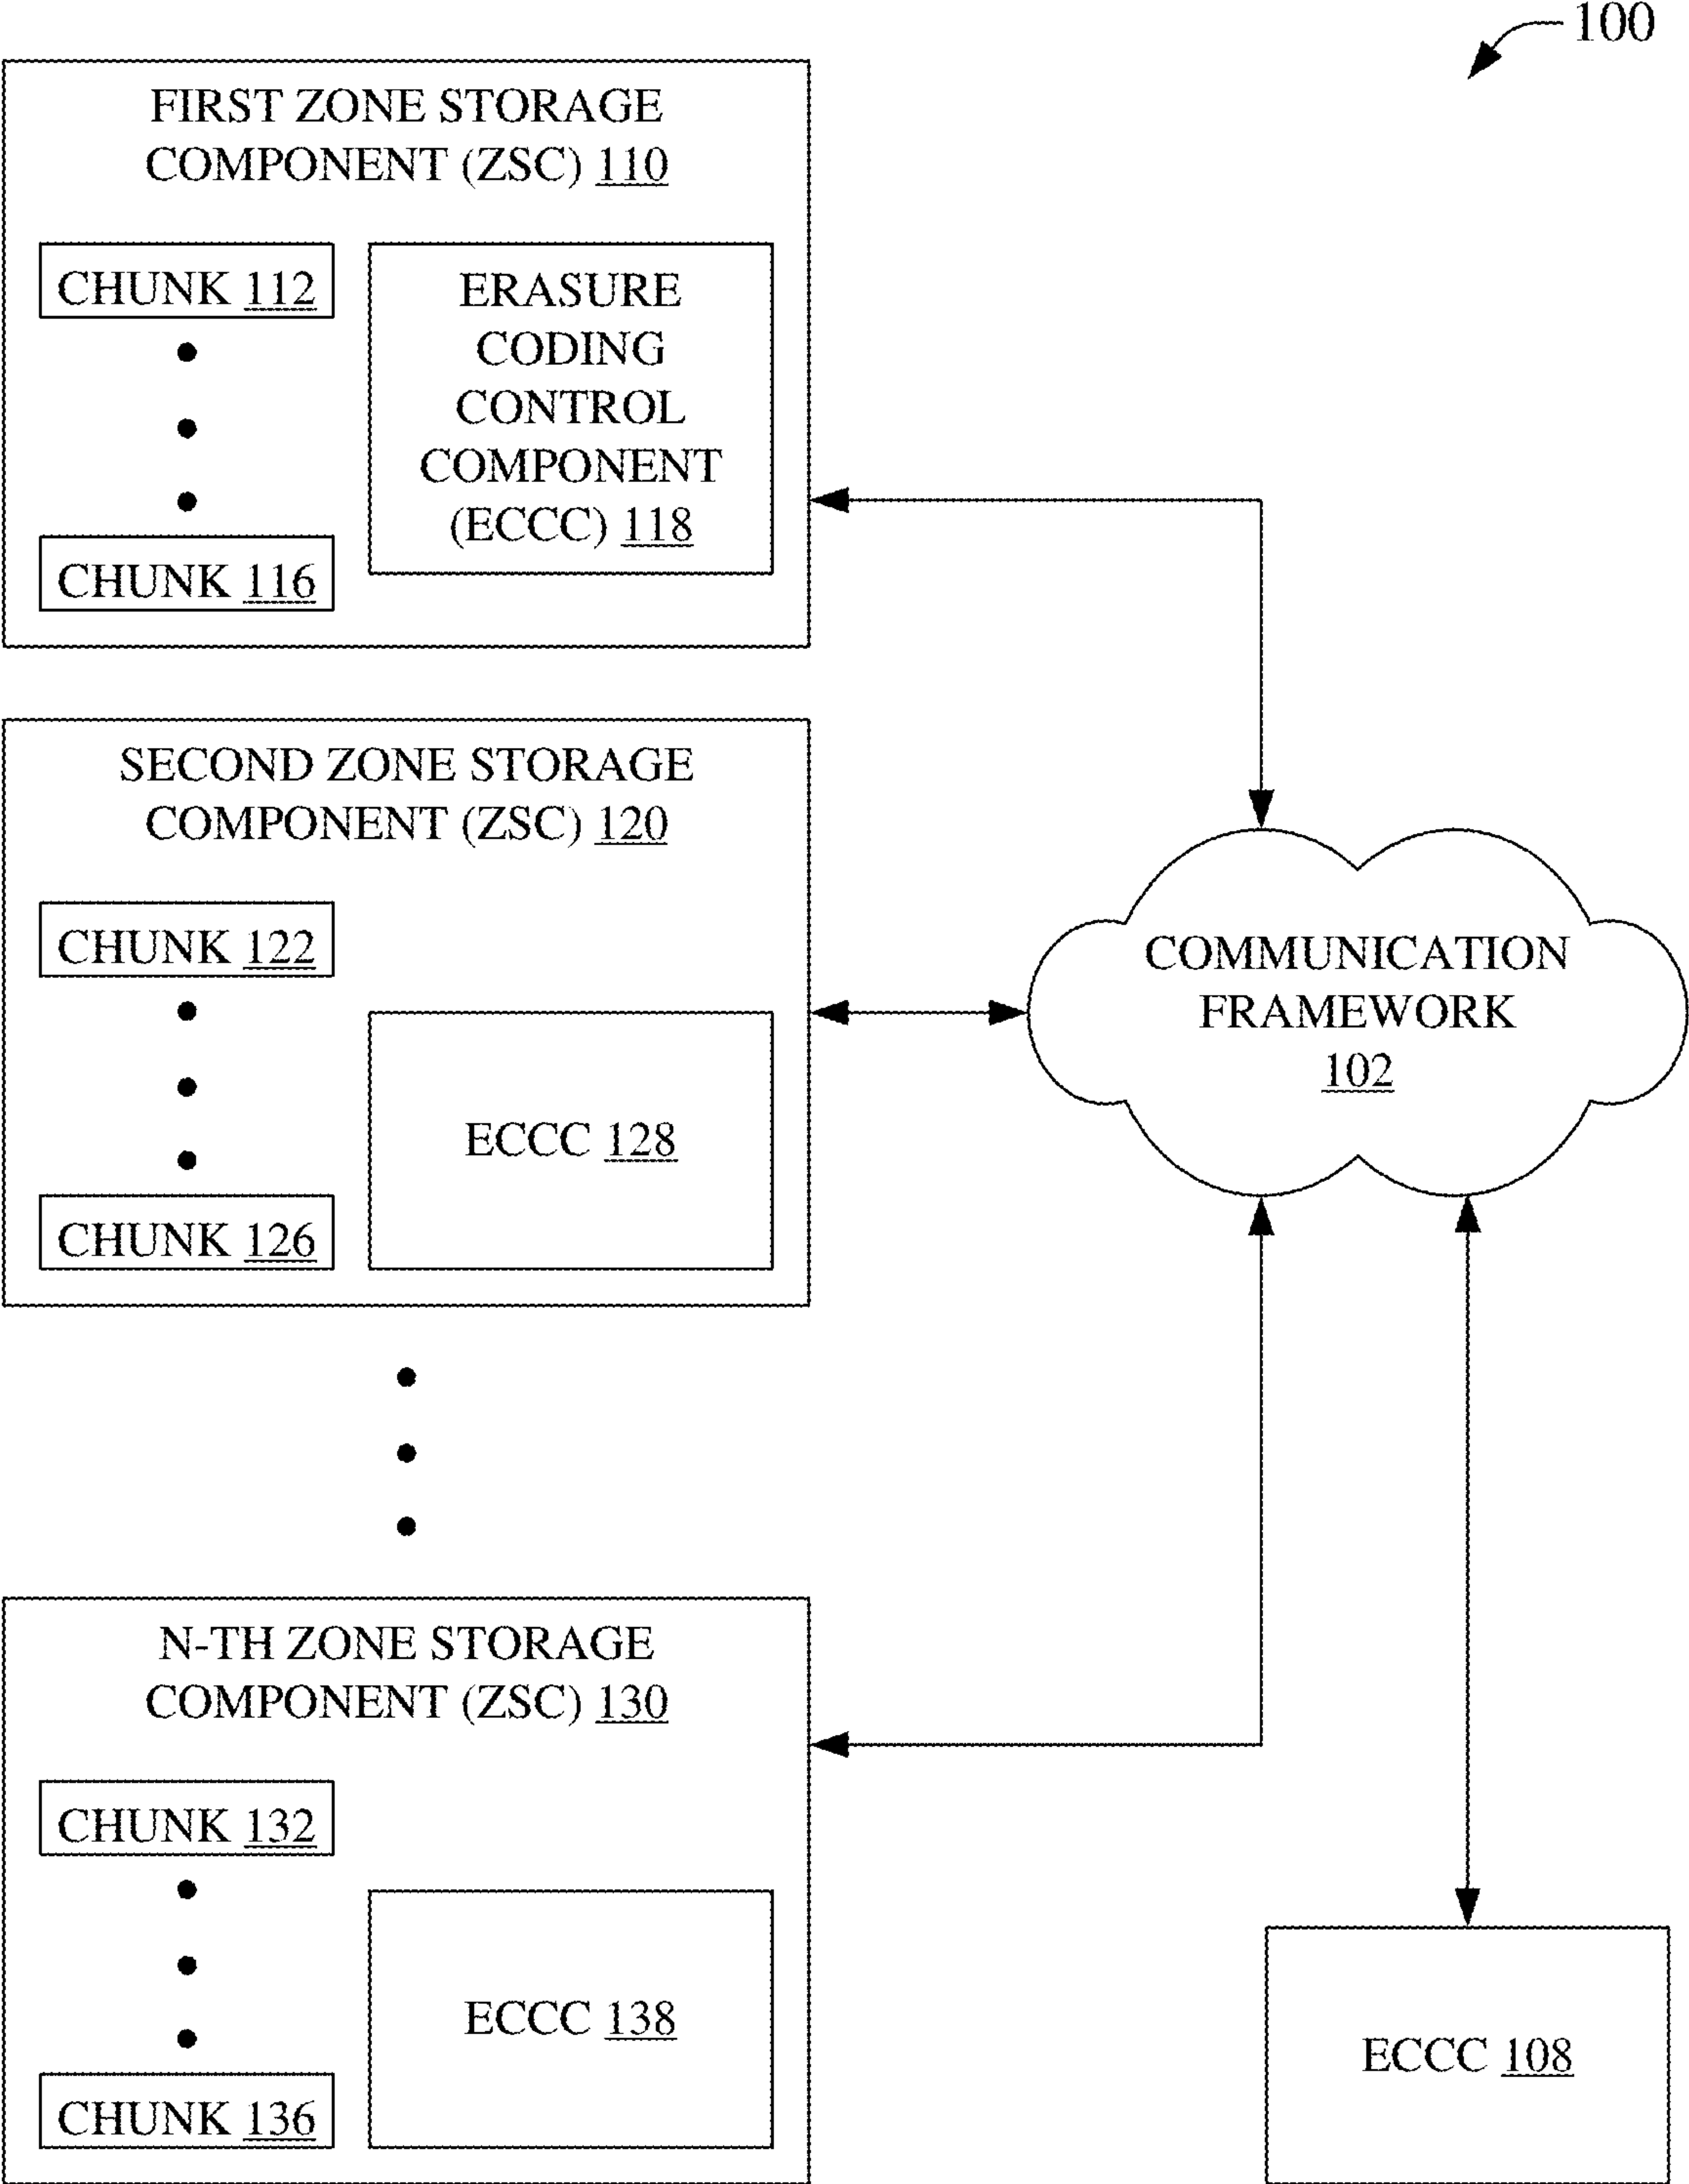 100
FIRST ZONE STORAGE
COMPONENT (ZSC) 110
CHUNK 112
CHUNK 116
ERASURE
CODING
CONTROL
COMPONENT
(ECCC) 118
SECOND ZONE STORAGE
COMPONENT (ZSC) 120
CHUNK 122
CHUNK 126
ECCC 128
COMMUNICATION
FRAMEWORK
102
N-TH ZONE STORAGE
COMPONENT (ZSC) 130
CHUNK 132
CHUNK 136
ECCC 138
ECCC 108